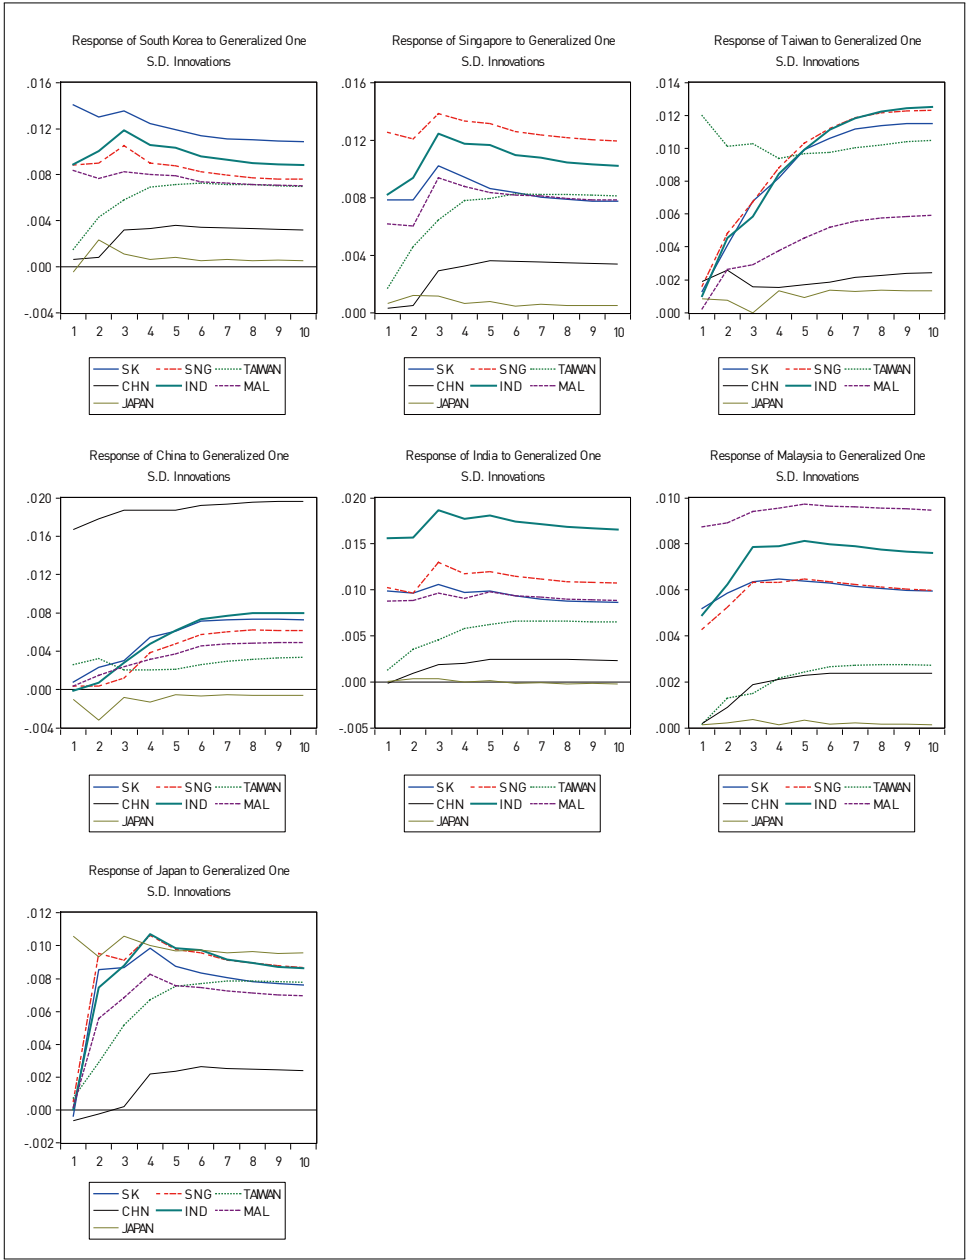 Response of South Korea to Generalized One
S.D. Innovations
.016
.012
.008
.004
.000
-.004
1 2 3 4 5 6 7 8 9 10
SK SNG TAIWAN
CHN IND MAL
JAPAN
Response of Singapore to Generalized One
S.D. Innovations
.016
.012
.008
.004
.000
1 2 3 4 5 6 7 8 9 10
SK SNG TAIWAN
CHN IND MAL
JAPAN
Response of Taiwan to Generalized One
S.D. Innovations
.014
.012
.010
.008
.006
.004
.002
.000
1 2 3 4 5 6 7 8 9 10
SK SNG TAIWAN
CHN IND MAL
JAPAN
Response of China to Generalized One
S.D. Innovations
.020
.016
.012
.008
.004
.000
-.004
1 2 3 4 5 6 7 8 9 10
SK SNG TAIWAN
CHN IND MAL
JAPAN
Response of India to Generalized One
S.D. Innovations
.020
.015
.010
.005
.000
-.005
1 2 3 4 5 6 7 8 9 10
SK SNG TAIWAN
CHN IND MAL
JAPAN
Response of Malaysia to Generalized One
S.D. Innovations
.010
.008
.006
.004
.002
.000
1 2 3 4 5 6 7 8 9 10
SK SNG TAIWAN
CHN IND MAL
JAPAN
Response of Japan to Generalized One
S.D. Innovations
.012
.010
.008
.006
.004
.002
.000
-.002
1 2 3 4 5 6 7 8 9 10
SK SNG TAIWAN
CHN IND MAL
JAPAN